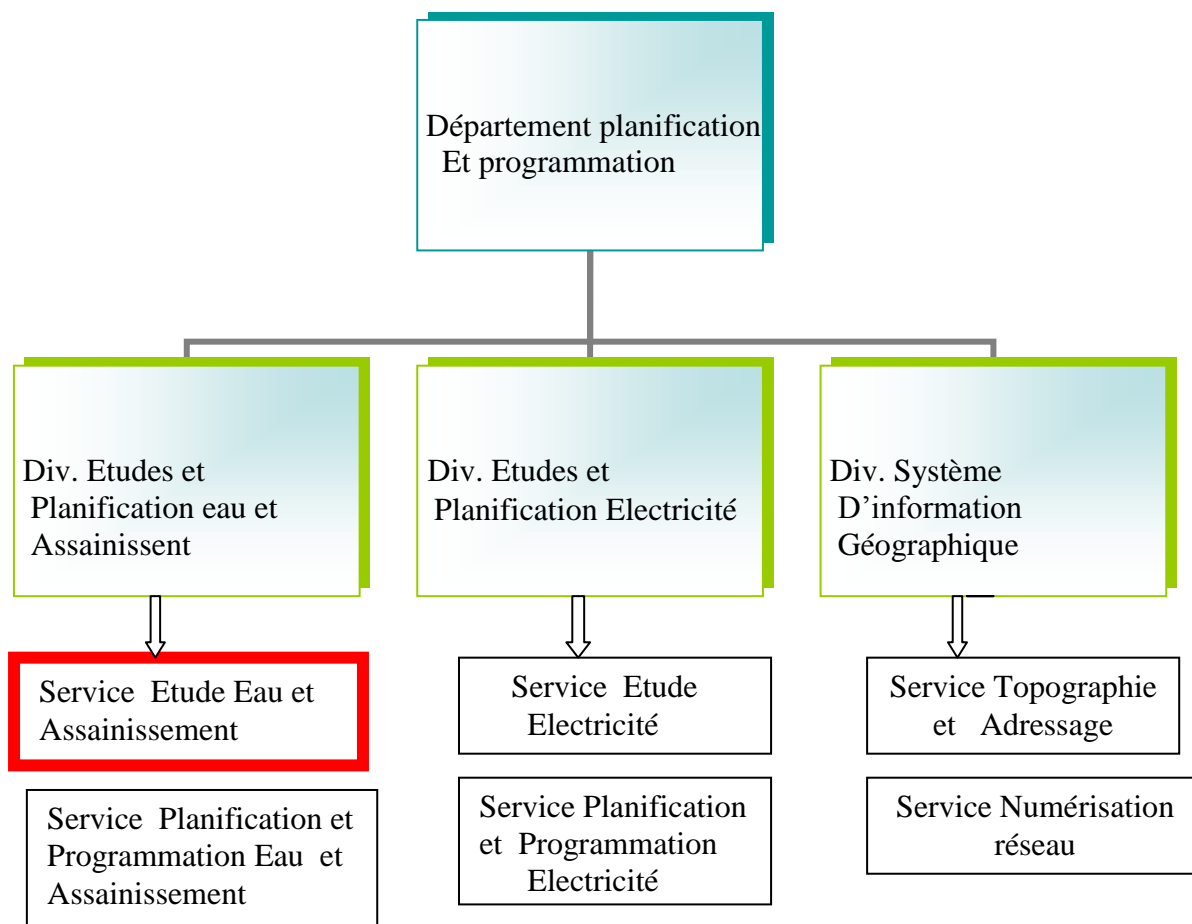 Département planification
Et programmation
Div. Etudes et
Planification eau et
Assainissent
Div. Etudes et
Planification Electricité
Div. Système
D’information
Géographique
Service Etude Eau et
Assainissement
Service Etude
Electricité
Service Topographie
et Adressage
Service Planification et
Programmation Eau et
Assainissement
Service Planification
et Programmation
Electricité
Service Numérisation
réseau